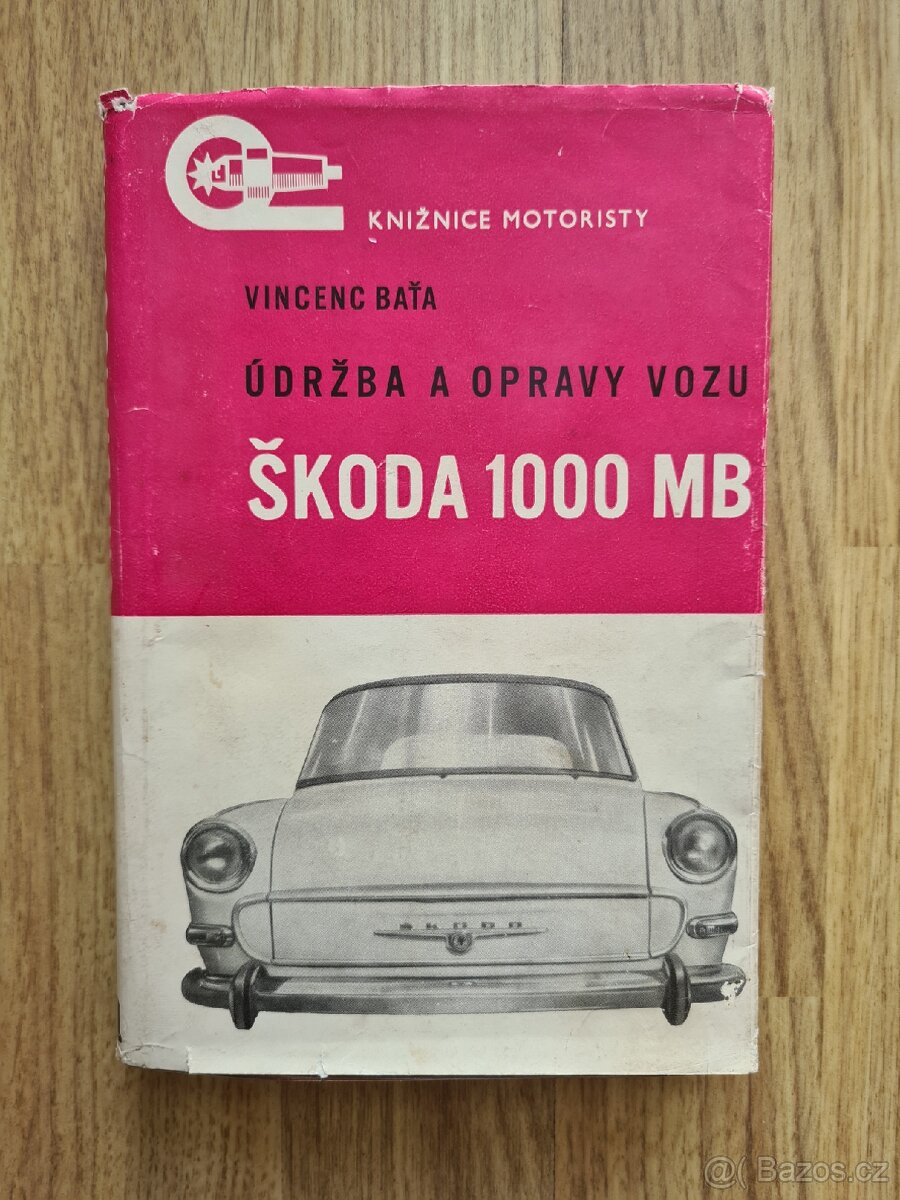 KNIŽNICE MOTORISTY
VINCENC BAŤA
ÚDRŽBA A OPRAVY VOZU
ŠKODA 1000 MB
ŠKODA
@ Bazos.cz